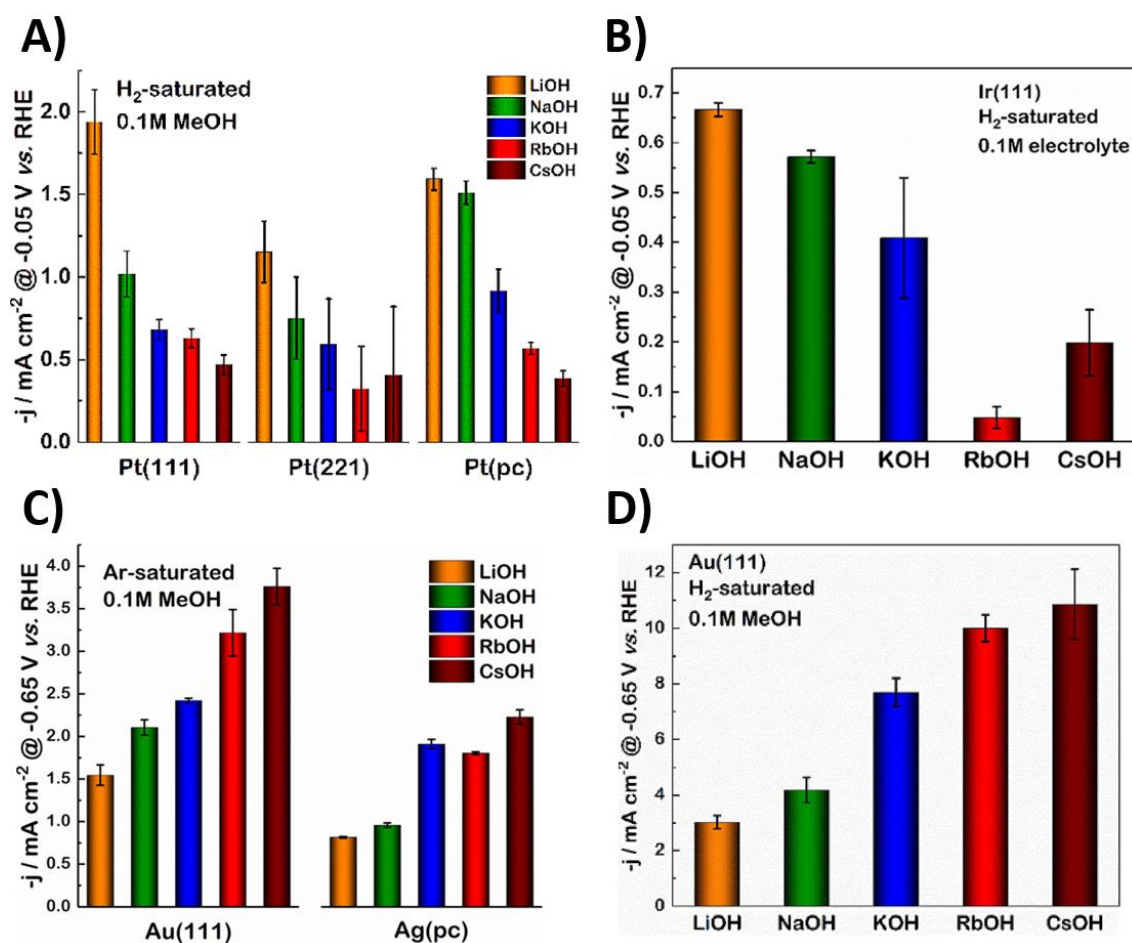 A)
H2-saturated
0.1M MeOH
LiOH
NaOH
KOH
RbOH
CsOH
-j / mA cm-2 @ -0.05 V vs. RHE
2.0
1.5
1.0
0.5
0.0
Pt(111) Pt(221) Pt(pc)
B)
Ir(111)
H2-saturated
0.1M electrolyte
-j / mA cm-2 @ -0.05 V vs. RHE
0.7
0.6
0.5
0.4
0.3
0.2
0.1
0.0
LiOH NaOH KOH RbOH CsOH
C)
Ar-saturated
0.1M MeOH
LiOH
NaOH
KOH
RbOH
CsOH
-j / mA cm-2 @ -0.65 V vs. RHE
4.0
3.5
3.0
2.5
2.0
1.5
1.0
0.5
0.0
Au(111) Ag(pc)
D)
Au(111)
H2-saturated
0.1M MeOH
-j / mA cm-2 @ -0.65 V vs. RHE
12
10
8
6
4
2
0
LiOH NaOH KOH RbOH CsOH